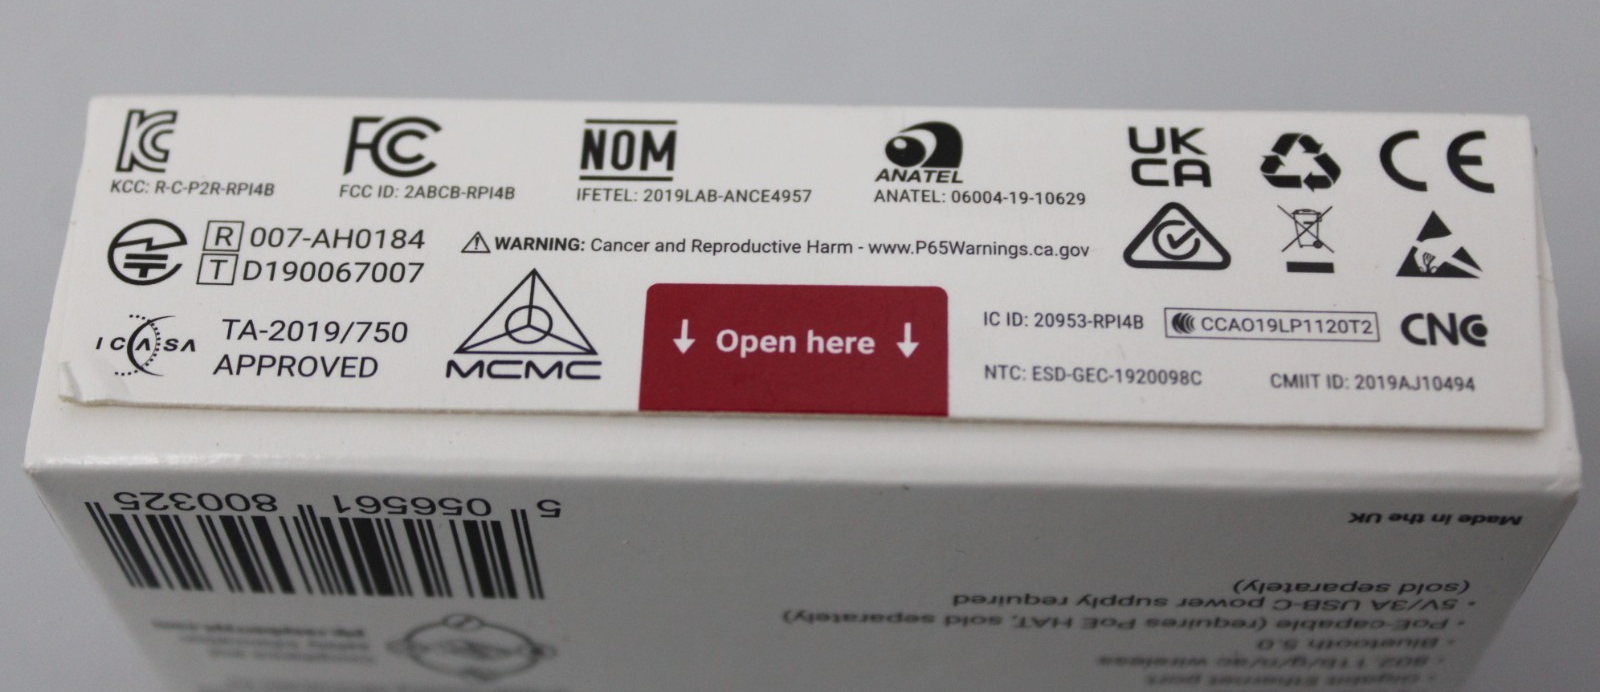 KC
KCC: R-C-P2R-RPI4B
FC
FCC ID: 2ABCB-RPI4B
NOM
IFETEL: 2019LAB-ANCE4957
ANATEL
ANATEL: 06004-19-10629
UK
CA
CE
R 007-AH0184
T D190067007
WARNING: Cancer and Reproductive Harm - www.P65Warnings.ca.gov
ICASA
TA-2019/750
APPROVED
MCMC
↓ Open here ↓
IC ID: 20953-RPI4B
CCAO19LP1120T2
CNC
NTC: ESD-GEC-1920098C
CMIIT ID: 2019AJ10494
5 056561 800325
Made in the UK
• Gigabit Ethernet port
• 802.11b/g/n/ac wireless
• Bluetooth 5.0
• PoE-capable (requires PoE HAT, sold separately)
• 5V/3A USB-C power supply required
(sold separately)